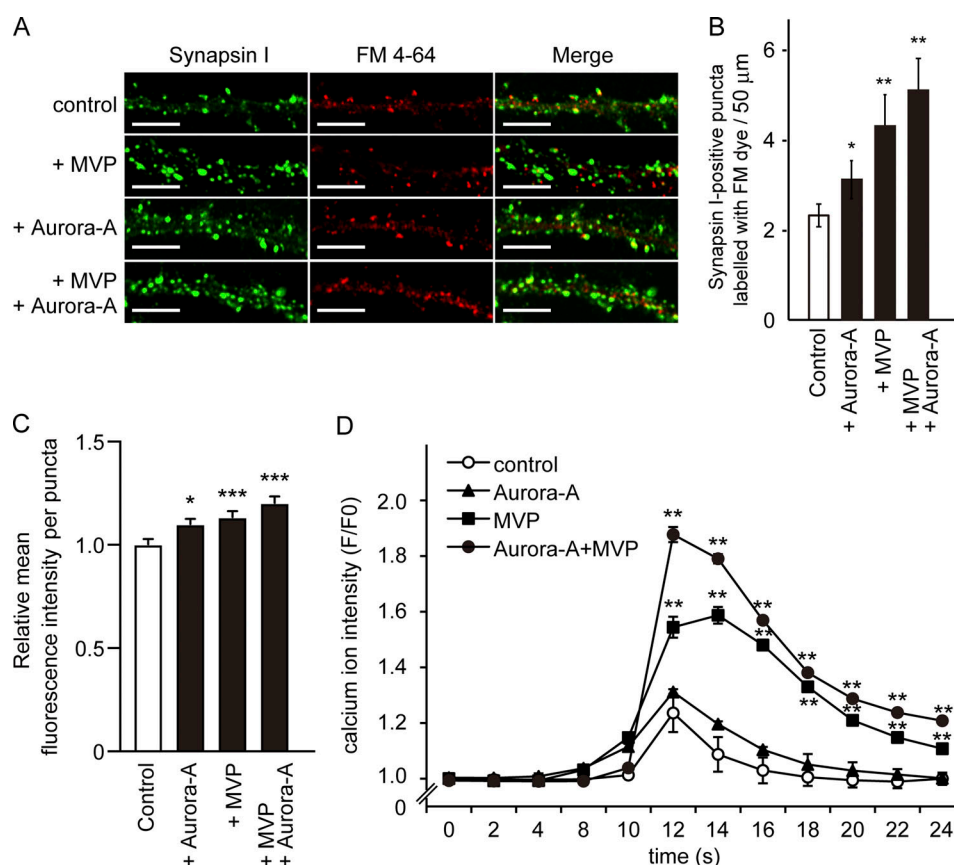 A
Synapsin I FM 4-64 Merge
control
+ MVP
+ Aurora-A
+ MVP
+ Aurora-A
B
Synapsin I-positive puncta
labelled with FM dye / 50 μm
6
4
2
0
*
**
**
Control
+ Aurora-A
+ MVP
+ MVP
+ Aurora-A
C
Relative mean
fluorescence intensity per puncta
1.5
1.0
0.5
0
*
***
***
Control
+ Aurora-A
+ MVP
+ MVP
+ Aurora-A
D
control
Aurora-A
MVP
Aurora-A+MVP
calcium ion intensity (F/F0)
2.0
1.8
1.6
1.4
1.2
1.0
0
**
**
**
**
**
**
**
**
**
**
**
**
**
**
0 2 4 8 10 12 14 16 18 20 22 24
time (s)